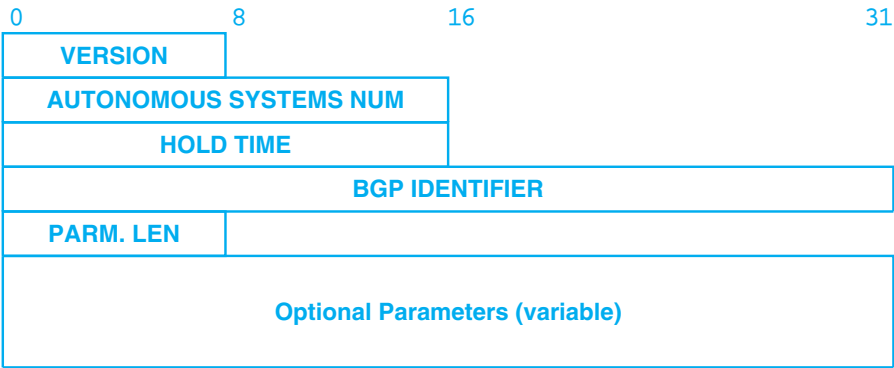 0 8 16 31
VERSION
AUTONOMOUS SYSTEMS NUM
HOLD TIME
BGP IDENTIFIER
PARM. LEN
Optional Parameters (variable)